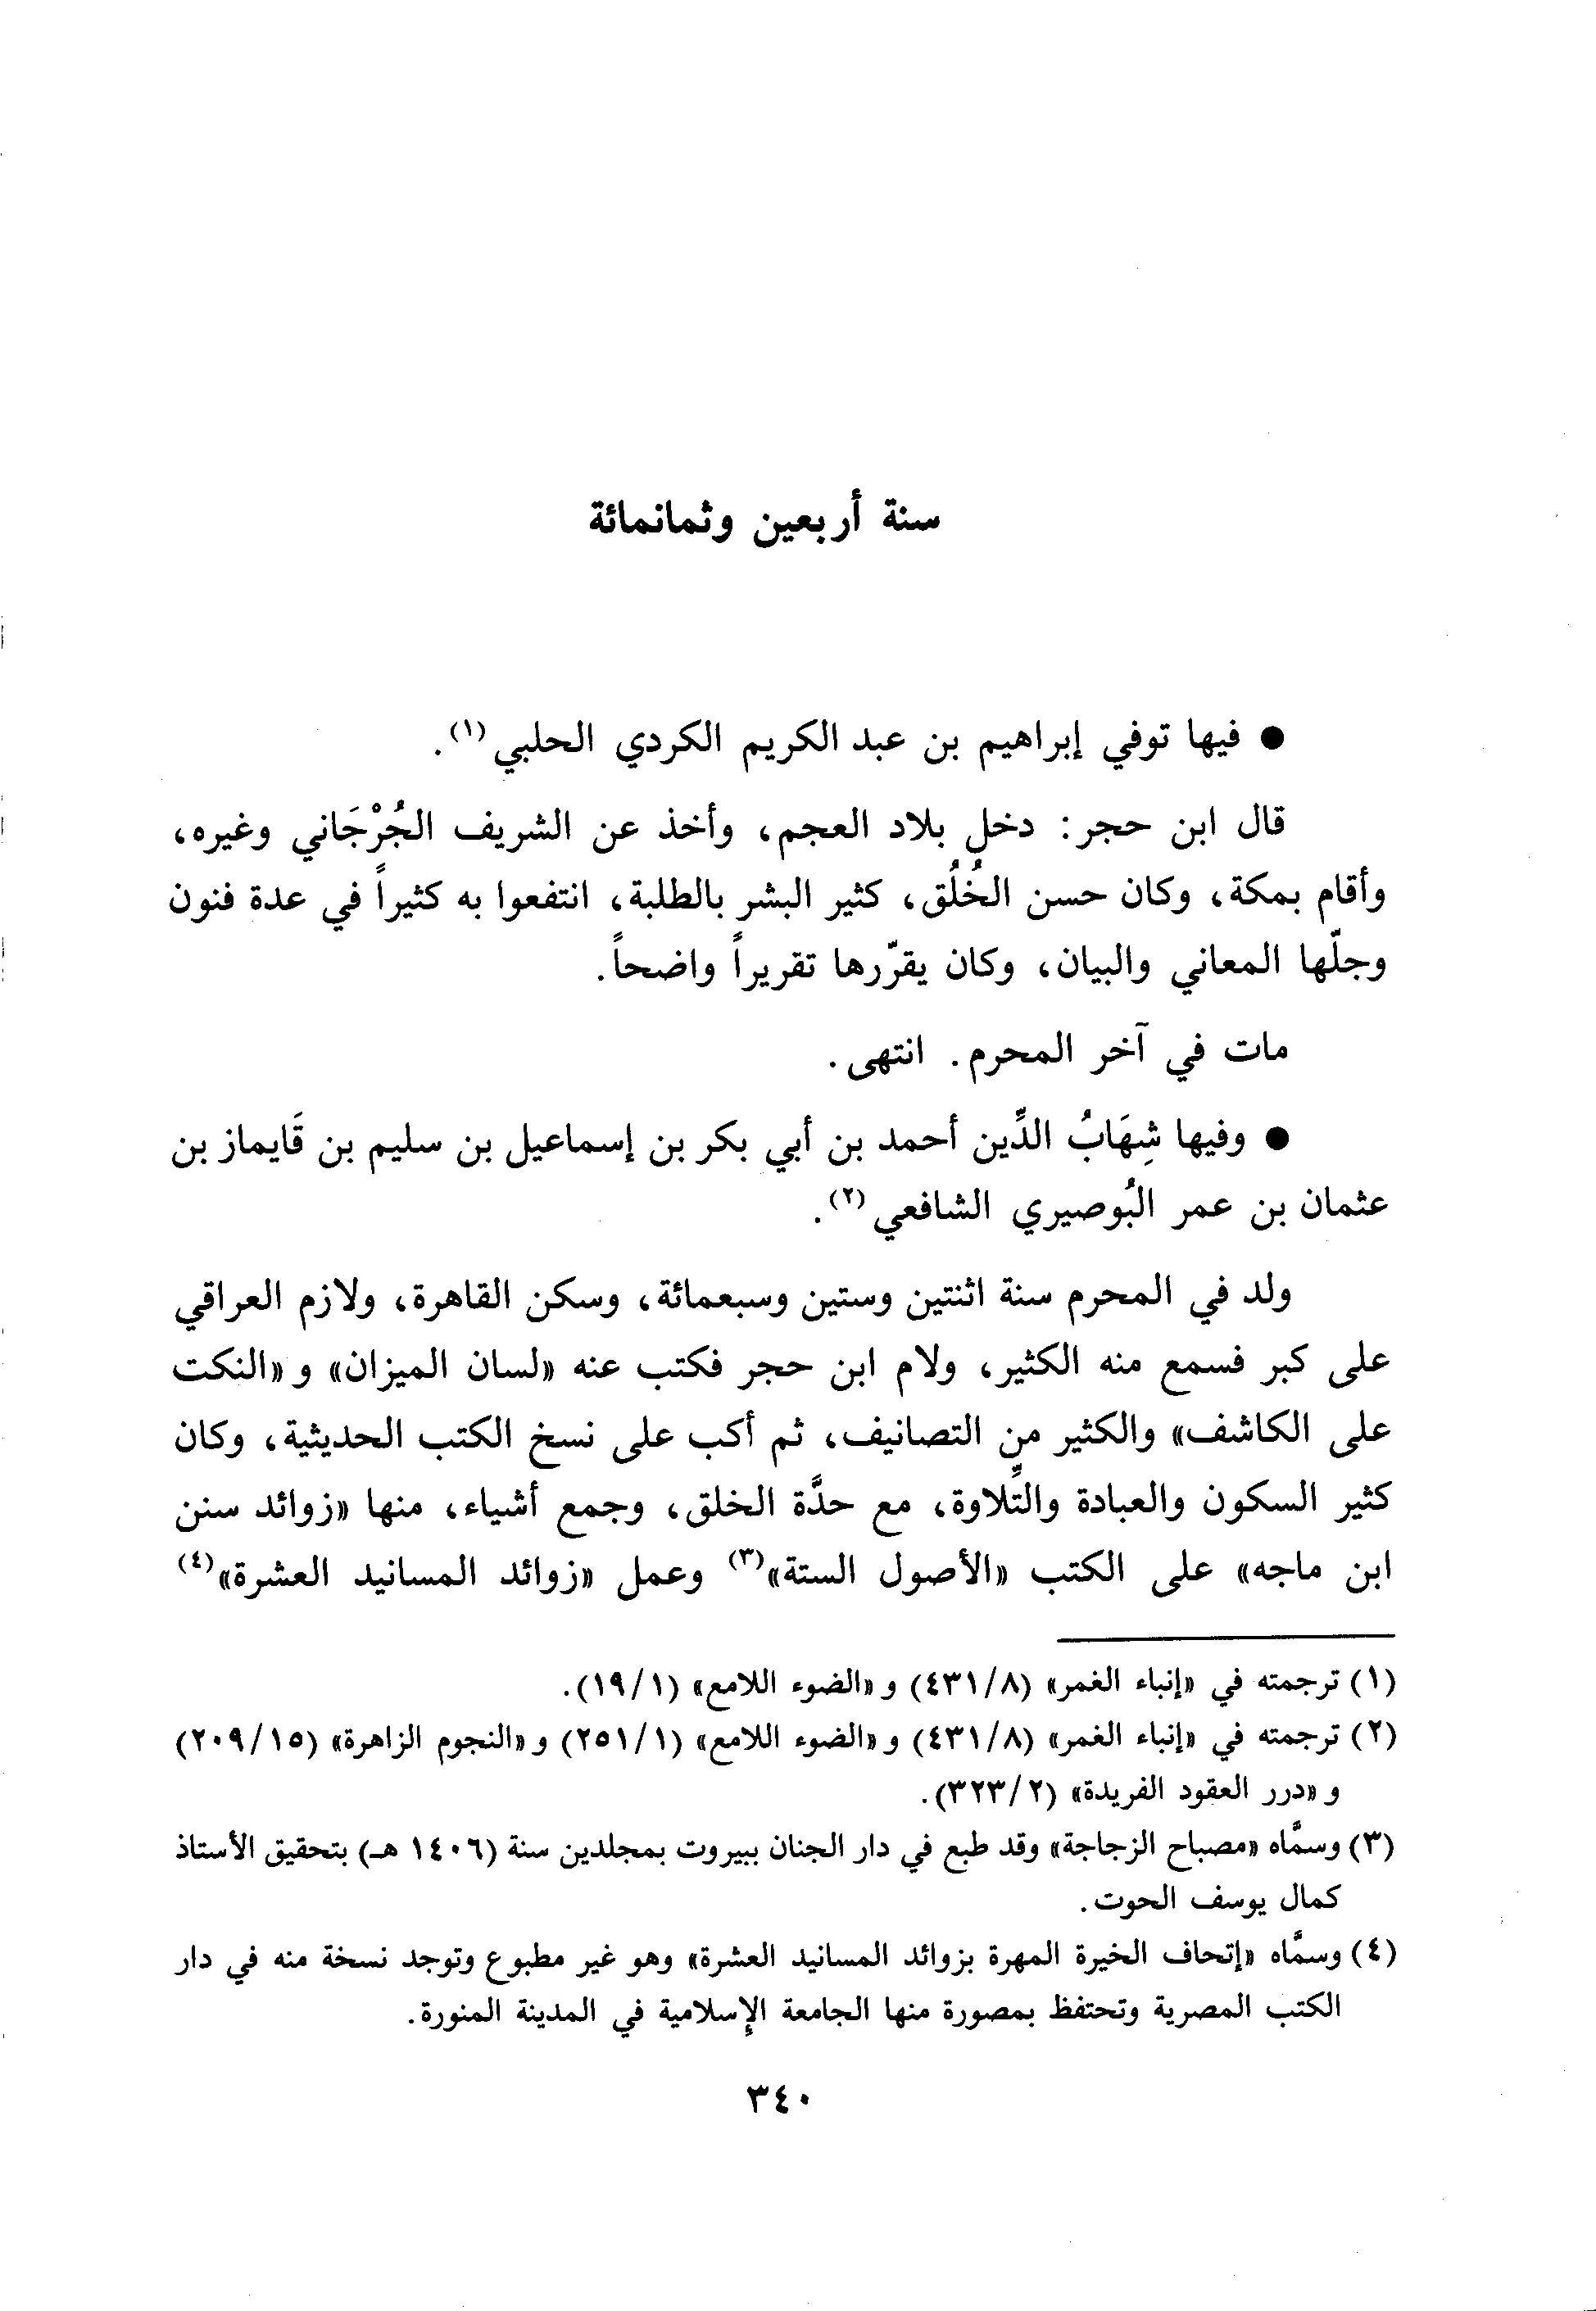 سنة أربعين وثمانمائة
● فيها توفي إبراهيم بن عبد الكريم الكردي الحلبي(١).
قال ابن حجر: دخل بلاد العجم، وأخذ عن الشريف الجُرْجَاني وغيره،
وأقام بمكة، وكان حسن الخُلُق، كثير البشر بالطلبة، انتفعوا به كثيراً في عدة فنون
وجلّها المعاني والبيان، وكان يقرّرها تقريراً واضحاً.
مات في آخر المحرم. انتهى.
● وفيها شِهَابُ الدِّين أحمد بن أبي بكر بن إسماعيل بن سليم بن قَايماز بن
عثمان بن عمر البُوصيري الشافعي(٢).
ولد في المحرم سنة اثنتين وستين وسبعمائة، وسكن القاهرة، ولازم العراقي
على كبر فسمع منه الكثير، ولام ابن حجر فكتب عنه «لسان الميزان» و«النكت
على الكاشف» والكثير من التصانيف، ثم أكب على نسخ الكتب الحديثية، وكان
كثير السكون والعبادة والتِّلاوة، مع حدَّة الخلق، وجمع أشياء، منها «زوائد سنن
ابن ماجه» على الكتب «الأصول الستة»(٣) وعمل «زوائد المسانيد العشرة»(٤)
(١) ترجمته في «إنباء الغمر» (٤٣١/٨) و«الضوء اللامع» (١٩/١).
(٢) ترجمته في «إنباء الغمر» (٤٣١/٨) و«الضوء اللامع» (٢٥١/١) و«النجوم الزاهرة» (٢٠٩/١٥)
و«درر العقود الفريدة» (٣٢٣/٢).
(٣) وسمَّاه «مصباح الزجاجة» وقد طبع في دار الجنان ببيروت بمجلدين سنة (١٤٠٦ هـ) بتحقيق الأستاذ
كمال يوسف الحوت.
(٤) وسمَّاه «إتحاف الخيرة المهرة بزوائد المسانيد العشرة» وهو غير مطبوع وتوجد نسخة منه في دار
الكتب المصرية وتحتفظ بمصورة منها الجامعة الإسلامية في المدينة المنورة.
٣٤٠